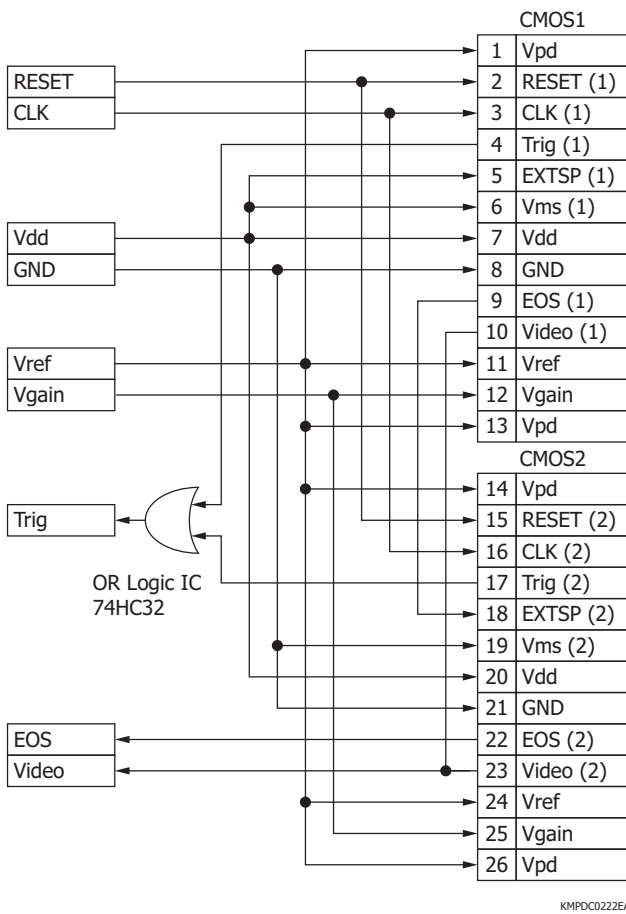 CMOS1
1 Vpd
RESET 2 RESET (1)
CLK 3 CLK (1)
4 Trig (1)
5 EXTSP (1)
6 Vms (1)
Vdd 7 Vdd
GND 8 GND
9 EOS (1)
10 Video (1)
Vref 11 Vref
Vgain 12 Vgain
13 Vpd
CMOS2
14 Vpd
Trig 15 RESET (2)
16 CLK (2)
OR Logic IC 17 Trig (2)
74HC32 18 EXTSP (2)
19 Vms (2)
20 Vdd
21 GND
EOS 22 EOS (2)
Video 23 Video (2)
24 Vref
25 Vgain
26 Vpd